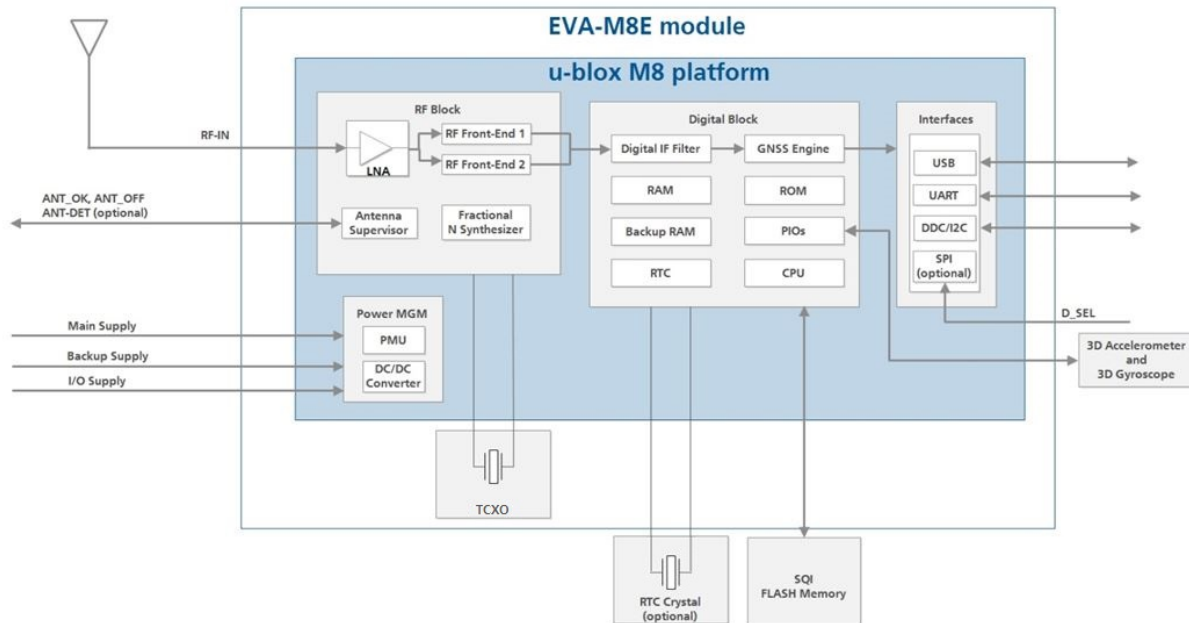 EVA-M8E module
u-blox M8 platform
RF Block
RF-IN
LNA
RF Front-End 1
RF Front-End 2
ANT_OK, ANT_OFF
ANT-DET (optional)
Antenna
Supervisor
Fractional
N Synthesizer
Digital Block
Digital IF Filter
GNSS Engine
RAM
ROM
Backup RAM
PIOs
RTC
CPU
Interfaces
USB
UART
DDC/I2C
SPI
(optional)
D_SEL
3D Accelerometer
and
3D Gyroscope
Main Supply
Backup Supply
I/O Supply
Power MGM
PMU
DC/DC
Converter
TCXO
RTC Crystal
(optional)
SQI
FLASH Memory